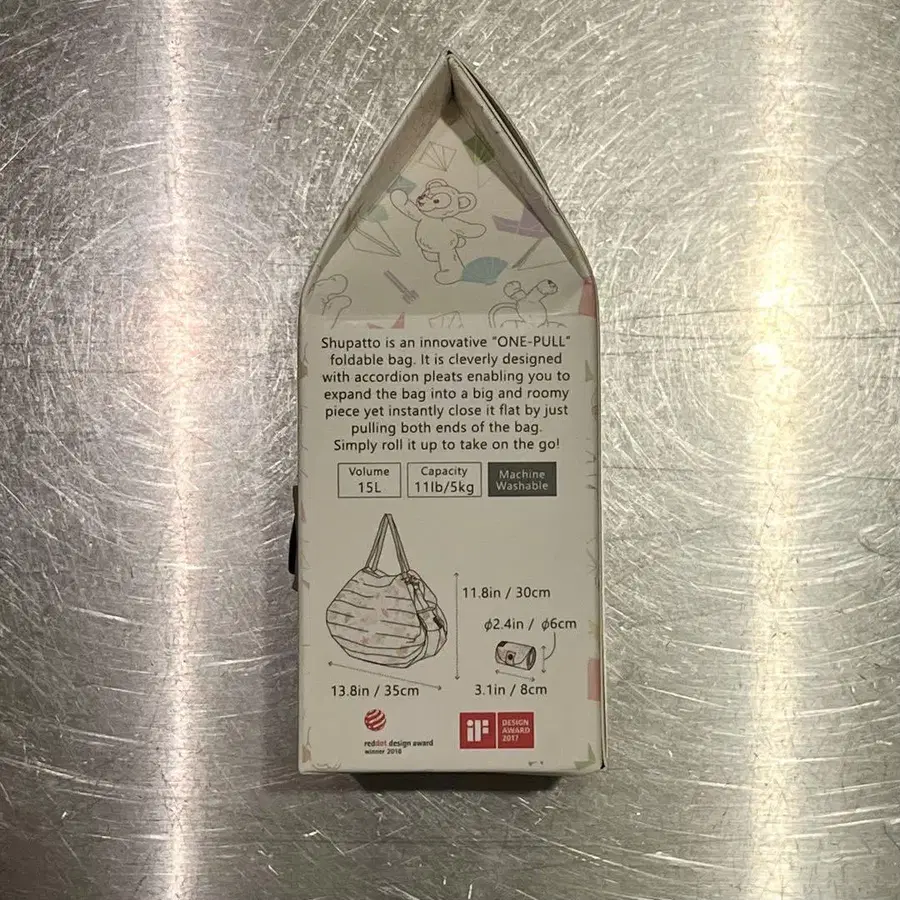 Shupatto is an innovative "ONE-PULL"
foldable bag. It is cleverly designed
with accordion pleats enabling you to
expand the bag into a big and roomy
piece yet instantly close it flat by just
pulling both ends of the bag.
Simply roll it up to take on the go!
Volume
15L
Capacity
11lb/5kg
Machine
Washable
11.8in / 30cm
ϕ2.4in / ϕ6cm
13.8in / 35cm
3.1in / 8cm
reddot design award
winner 2018
iF
DESIGN
AWARD
2017